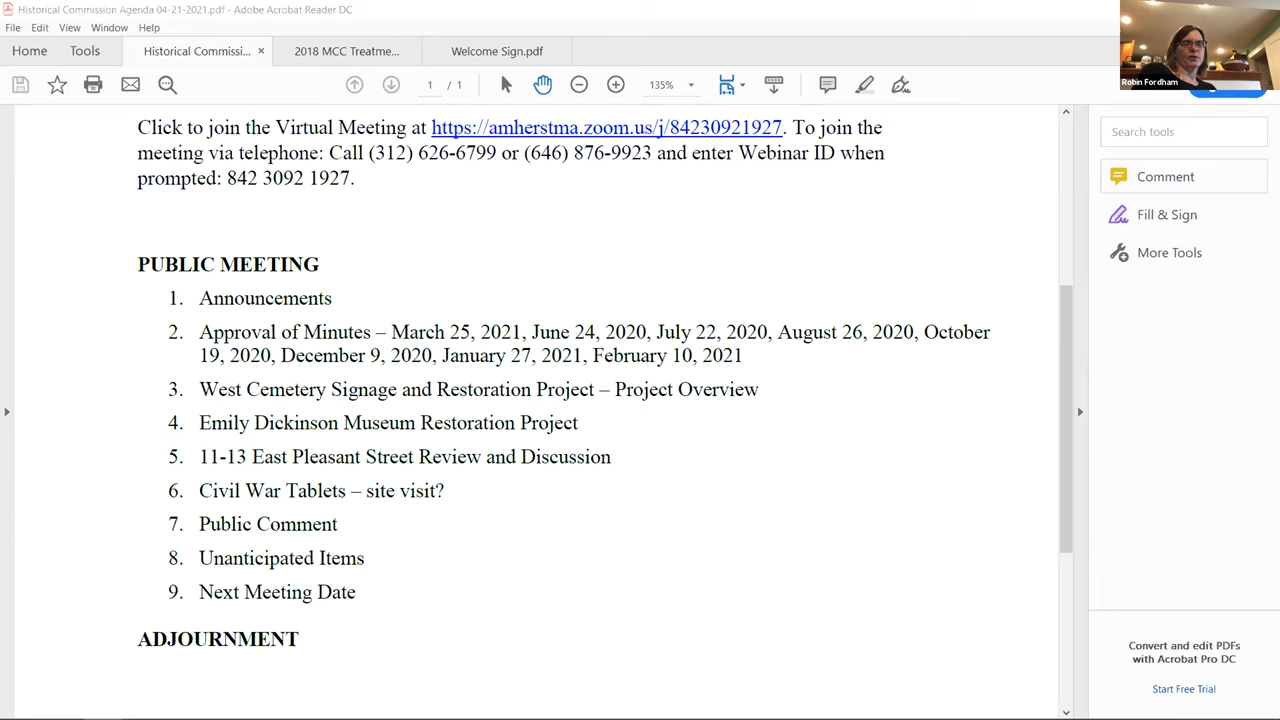 Historical Commission Agenda 04-21-2021.pdf - Adobe Acrobat Reader DC
File Edit View Window Help
Home Tools Historical Commissi... × 2018 MCC Treatme... Welcome Sign.pdf
/ 1 135%
Robin Fordham
Click to join the Virtual Meeting at https://amherstma.zoom.us/j/84230921927. To join the
meeting via telephone: Call (312) 626-6799 or (646) 876-9923 and enter Webinar ID when
prompted: 842 3092 1927.
PUBLIC MEETING
1. Announcements
2. Approval of Minutes – March 25, 2021, June 24, 2020, July 22, 2020, August 26, 2020, October
19, 2020, December 9, 2020, January 27, 2021, February 10, 2021
3. West Cemetery Signage and Restoration Project – Project Overview
4. Emily Dickinson Museum Restoration Project
5. 11-13 East Pleasant Street Review and Discussion
6. Civil War Tablets – site visit?
7. Public Comment
8. Unanticipated Items
9. Next Meeting Date
ADJOURNMENT
Search tools
Comment
Fill & Sign
More Tools
Convert and edit PDFs
with Acrobat Pro DC
Start Free Trial